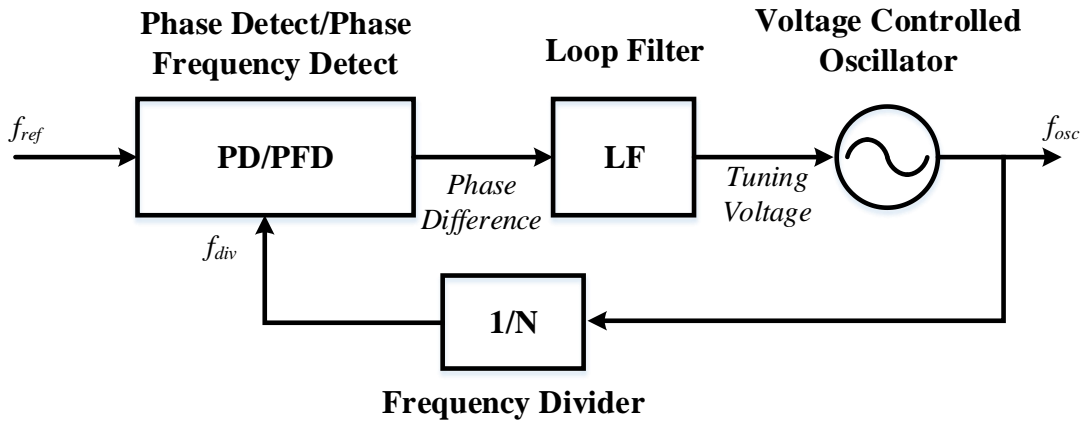 Phase Detect/Phase
Frequency Detect
Loop Filter
Voltage Controlled
Oscillator
fref
PD/PFD
Phase
Difference
LF
Tuning
Voltage
fosc
fdiv
1/N
Frequency Divider